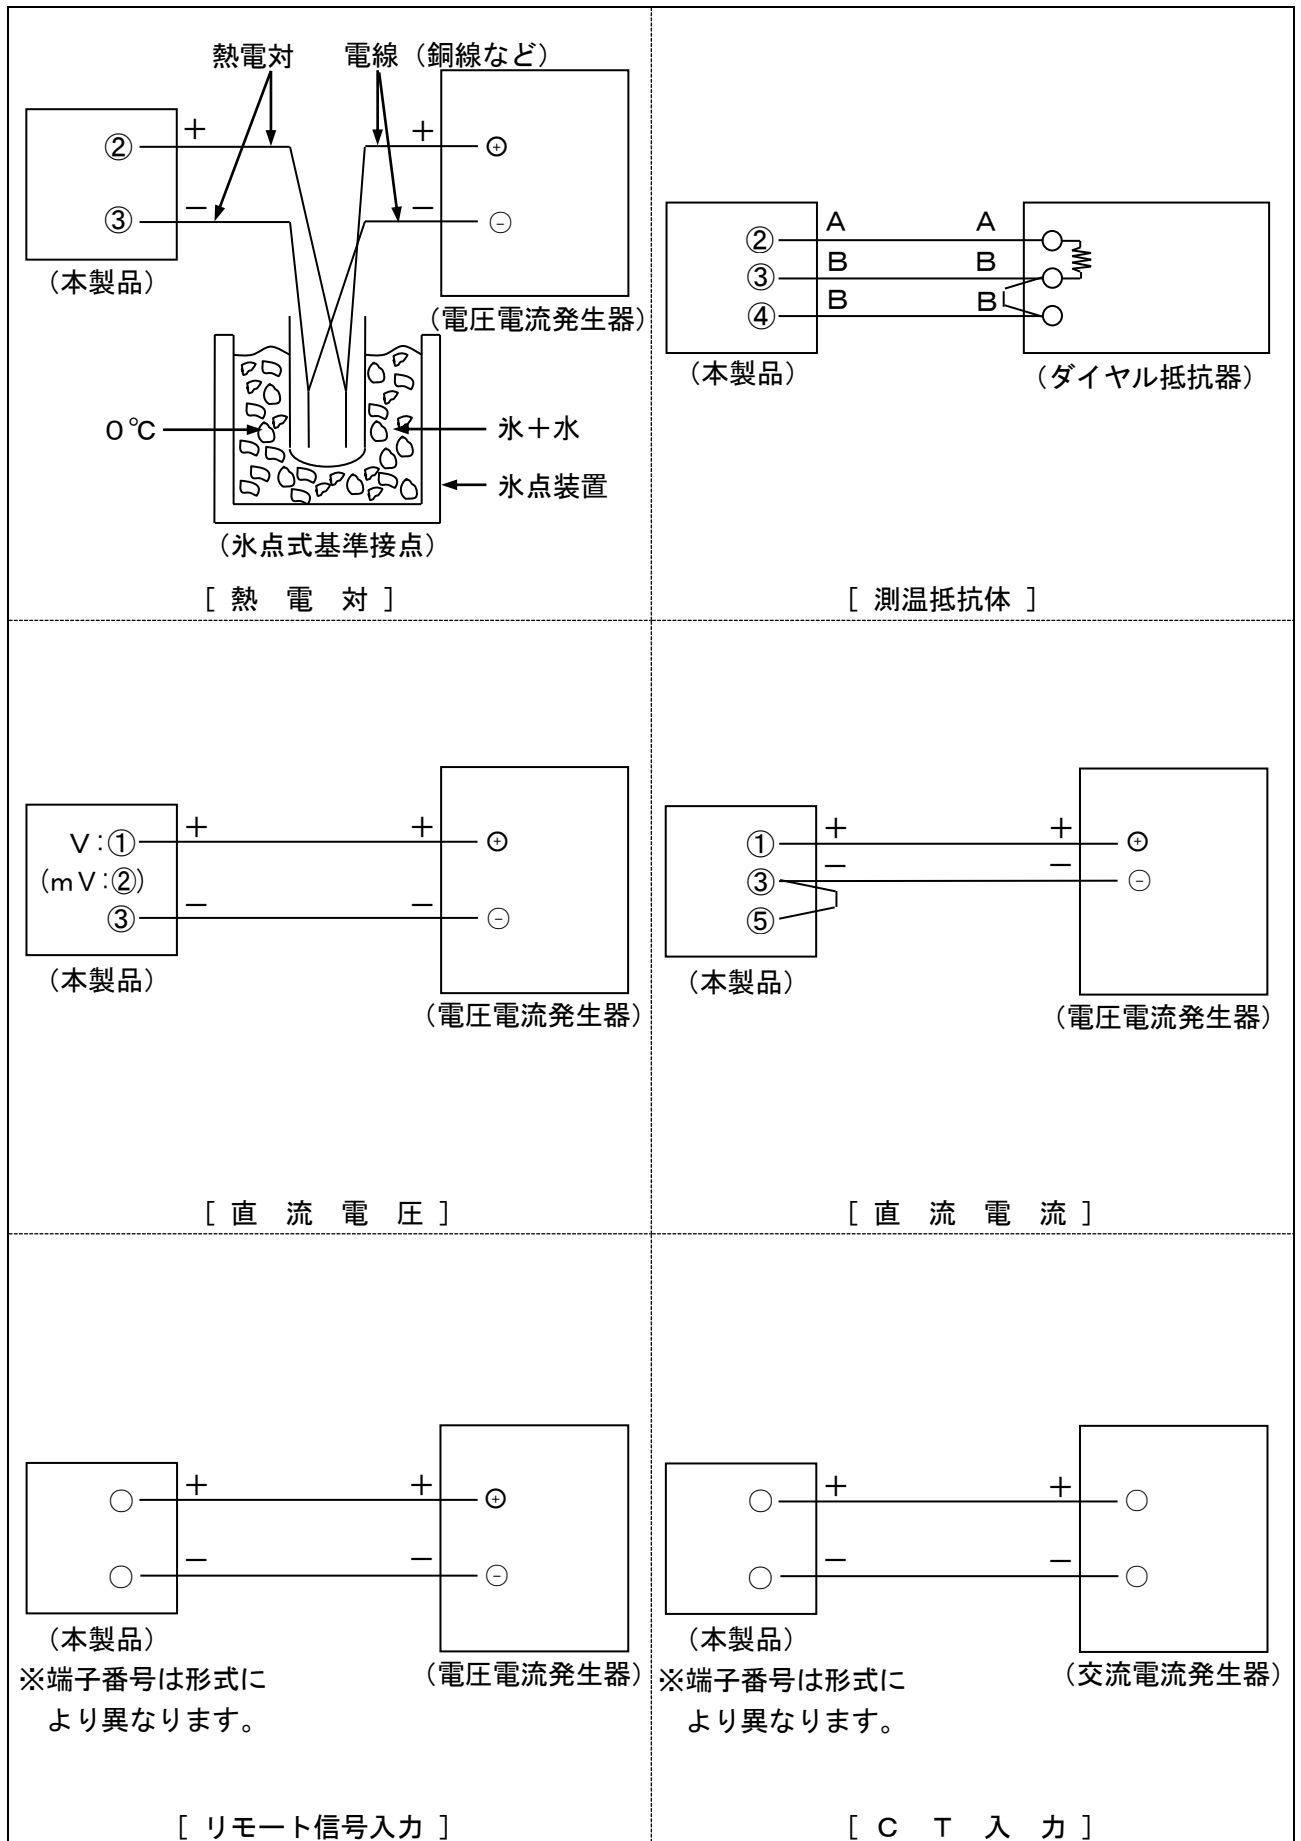 熱電対 電線（銅線など）
② ＋ ＋ ⊕
③ － － ⊖
（本製品）
（電圧電流発生器）
0℃ 氷＋水
氷点装置
（氷点式基準接点）
[ 熱 電 対 ]
② A A
③ B B
④ B B
（本製品） （ダイヤル抵抗器）
[ 測温抵抗体 ]
V：① ＋ ＋ ⊕
(mV：②)
③ － － ⊖
（本製品）
（電圧電流発生器）
[ 直 流 電 圧 ]
① ＋ ＋ ⊕
③ － － ⊖
⑤
（本製品）
（電圧電流発生器）
[ 直 流 電 流 ]
＋ ＋ ⊕
－ － ⊖
（本製品）
（電圧電流発生器）
※端子番号は形式に
より異なります。
[ リモート信号入力 ]
＋ ＋
－ －
（本製品）
（交流電流発生器）
※端子番号は形式に
より異なります。
[ C T 入 力 ]